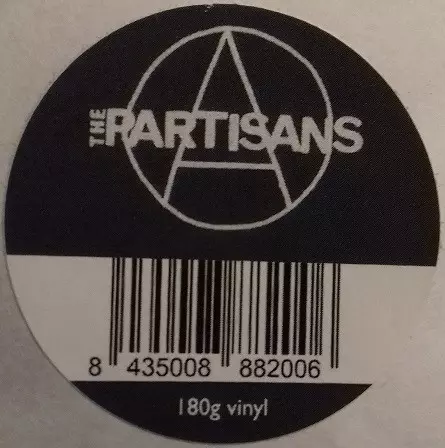 THE PARTISANS
8 435008 882006
180g vinyl